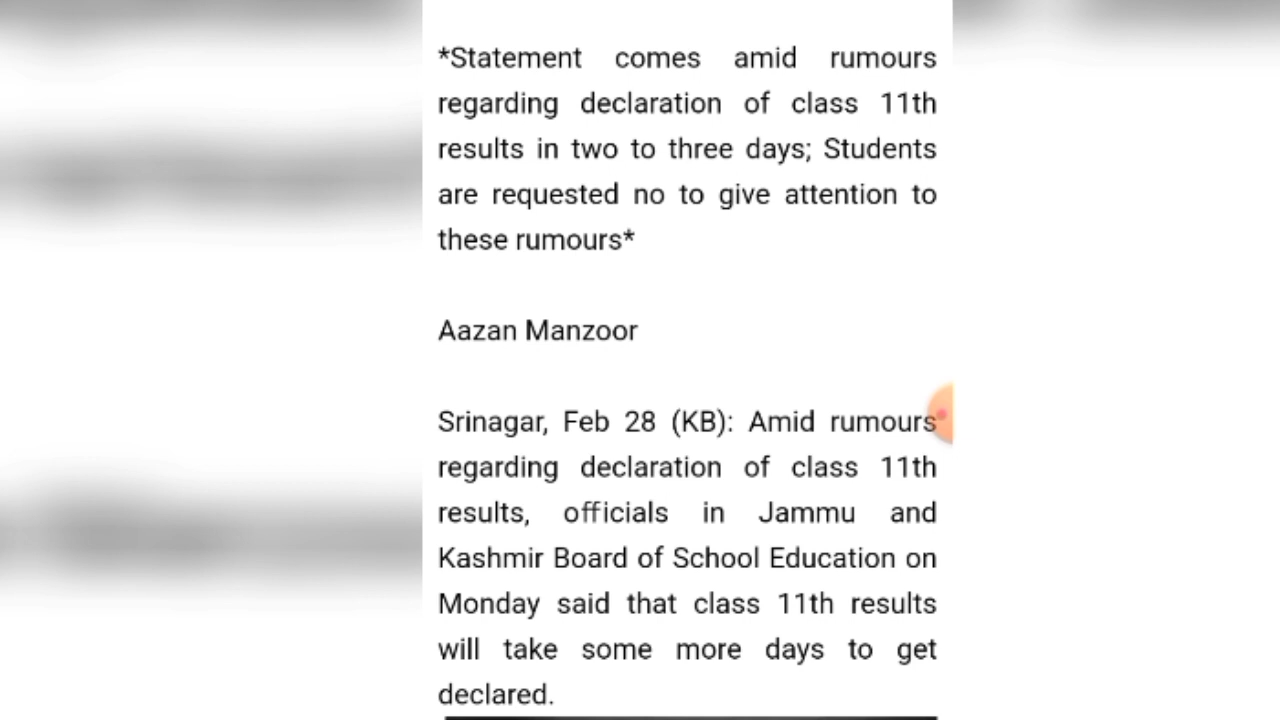 *Statement comes amid rumours
regarding declaration of class 11th
results in two to three days; Students
are requested no to give attention to
these rumours*
Aazan Manzoor
Srinagar, Feb 28 (KB): Amid rumours
regarding declaration of class 11th
results, officials in Jammu and
Kashmir Board of School Education on
Monday said that class 11th results
will take some more days to get
declared.